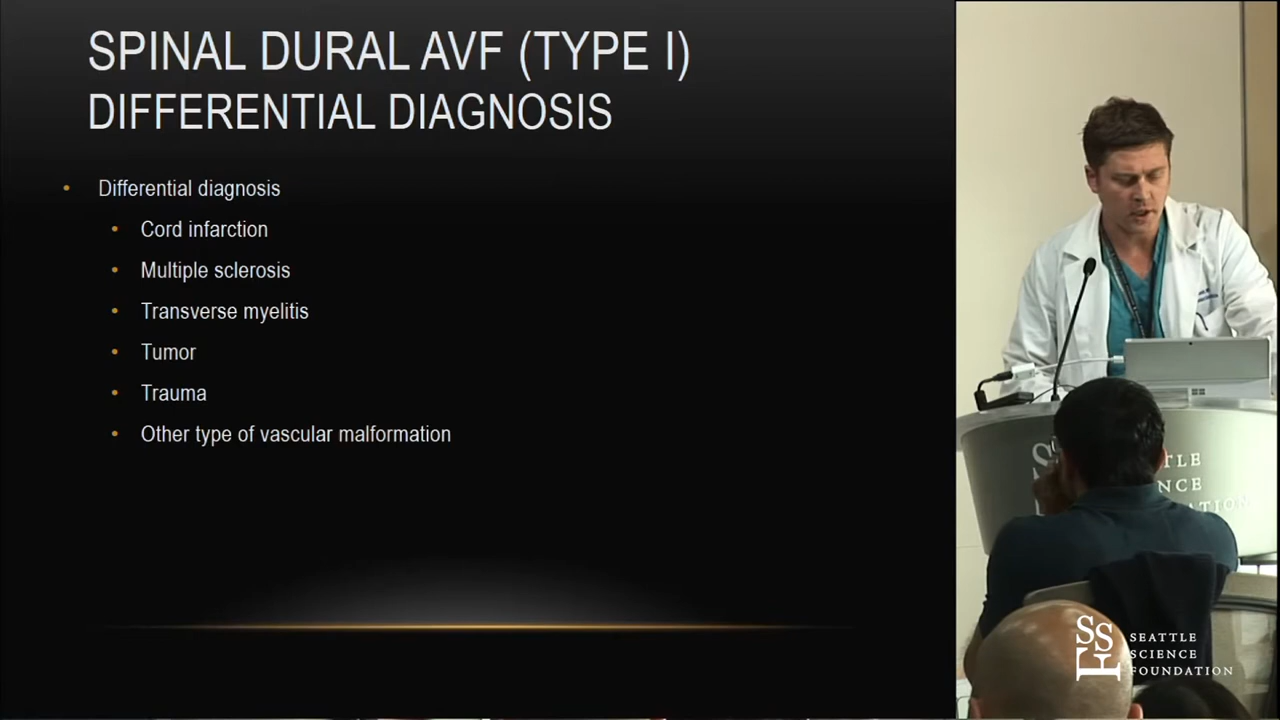 SPINAL DURAL AVF (TYPE I)
DIFFERENTIAL DIAGNOSIS
• Differential diagnosis
• Cord infarction
• Multiple sclerosis
• Transverse myelitis
• Tumor
• Trauma
• Other type of vascular malformation
SSF
SEATTLE
SCIENCE
FOUNDATION